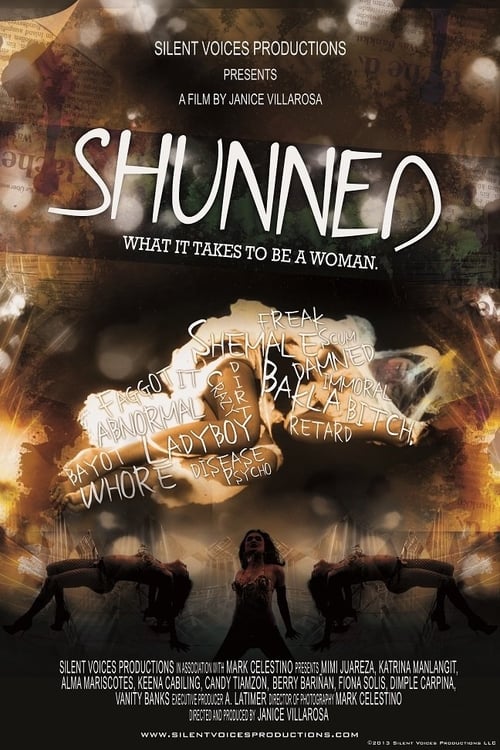 SILENT VOICES PRODUCTIONS
PRESENTS
A FILM BY JANICE VILLAROSA
SHUNNED
WHAT IT TAKES TO BE A WOMAN.
FREAK
SHEMALE SCUM
DAMNED
FAGGOT IT CRAZY DIRTY BAKLA IMMORAL
ABNORMAL BITCH
BAYOT LADYBOY RETARD
WHORE DISEASE
PSYCHO
SILENT VOICES PRODUCTIONS IN ASSOCIATION WITH MARK CELESTINO PRESENTS MIMI JUAREZA, KATRINA MANLANGIT,
ALMA MARISCOTES, KEENA CABILING, CANDY TIAMZON, BERRY BARIÑAN, FIONA SOLIS, DIMPLE CARPINA,
VANITY BANKS EXECUTIVE PRODUCER A. LATIMER DIRECTOR OF PHOTOGRAPHY MARK CELESTINO
DIRECTED AND PRODUCED BY JANICE VILLAROSA
WWW.SILENTVOICESPRODUCTIONS.COM
©2013 SILENT VOICES PRODUCTIONS LLC